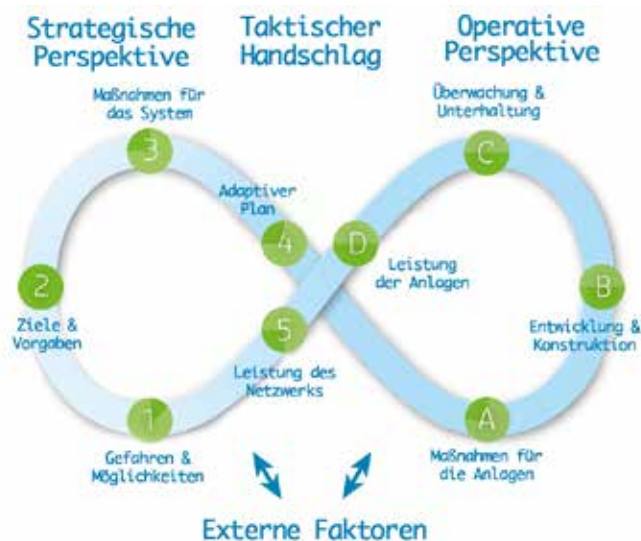 Strategische
Perspektive
Taktischer
Handschlag
Operative
Perspektive
Maßnahmen für
das System
3
Überwachung &
Unterhaltung
C
Adaptiver
Plan
4
D
Leistung
der Anlagen
2
Ziele &
Vorgaben
B
Entwicklung &
Konstruktion
5
Leistung des
Netzwerks
1
Gefahren &
Möglichkeiten
A
Maßnahmen für
die Anlagen
Externe Faktoren